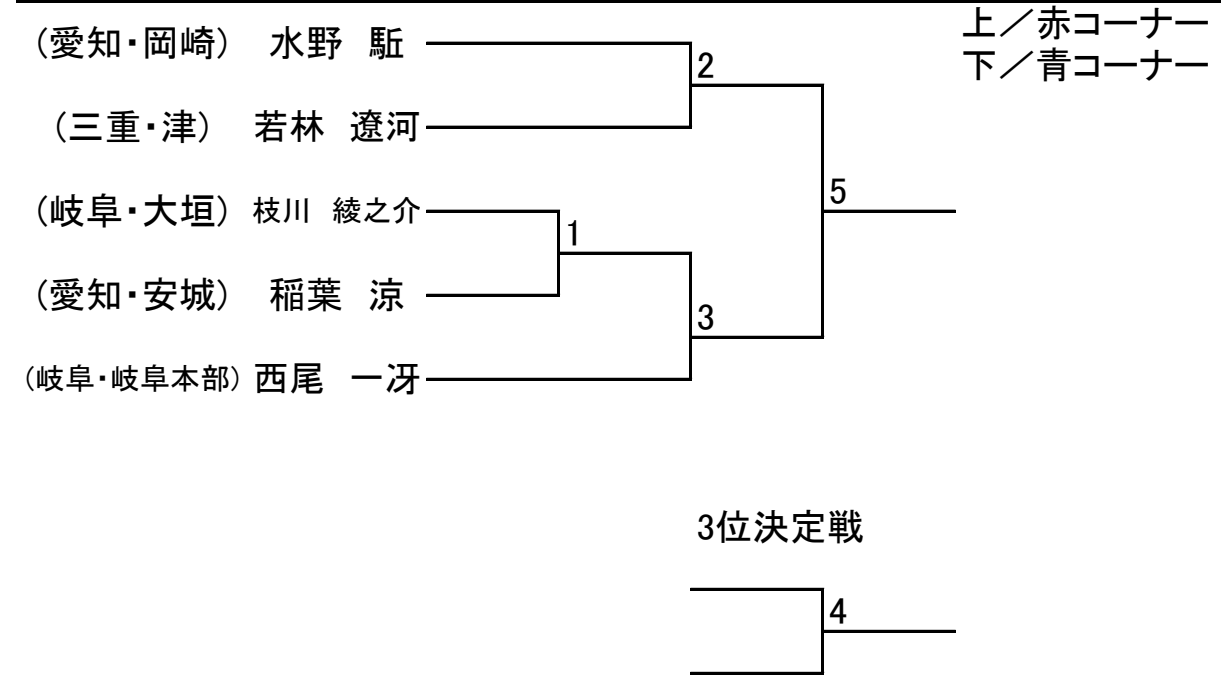 上／赤コーナー
下／青コーナー
(愛知・岡崎) 水野 駈
2
(三重・津) 若林 遼河
(岐阜・大垣) 枝川 綾之介
5
1
(愛知・安城) 稲葉 涼
3
(岐阜・岐阜本部) 西尾 一冴
3位決定戦
4